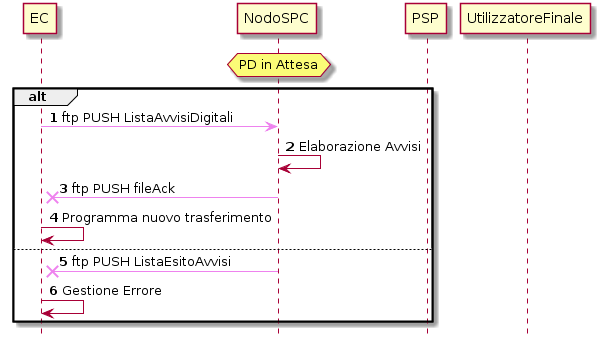 EC
NodoSPC
PSP
UtilizzatoreFinale
PD in Attesa
alt
1 ftp PUSH ListaAvvisiDigitali
2 Elaborazione Avvisi
3 ftp PUSH fileAck
4 Programma nuovo trasferimento
5 ftp PUSH ListaEsitoAvvisi
6 Gestione Errore